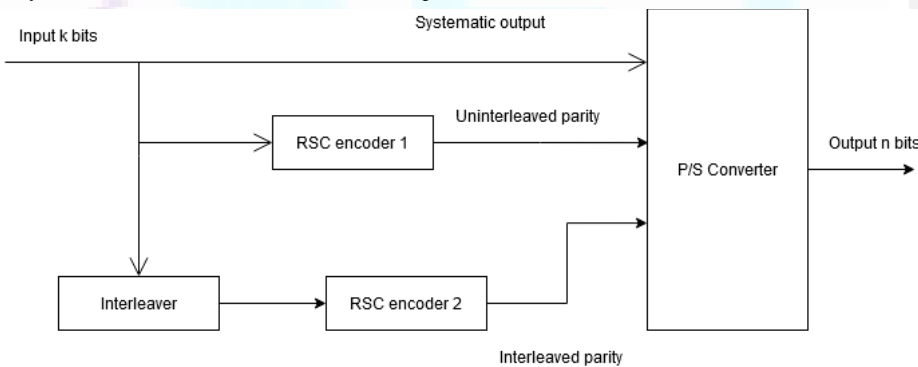 Systematic output
Input k bits
Uninterleaved parity
RSC encoder 1
Output n bits
P/S Converter
Interleaver
RSC encoder 2
Interleaved parity